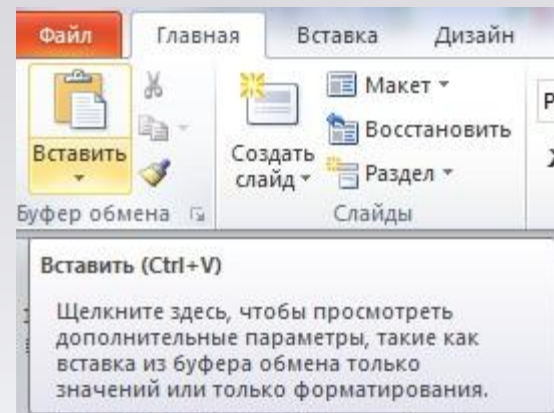 Файл Главная Вставка Дизайн
Вставить
Создать
слайд
Макет
Восстановить
Раздел
Буфер обмена Слайды
Вставить (Ctrl+V)
Щелкните здесь, чтобы просмотреть
дополнительные параметры, такие как
вставка из буфера обмена только
значений или только форматирования.